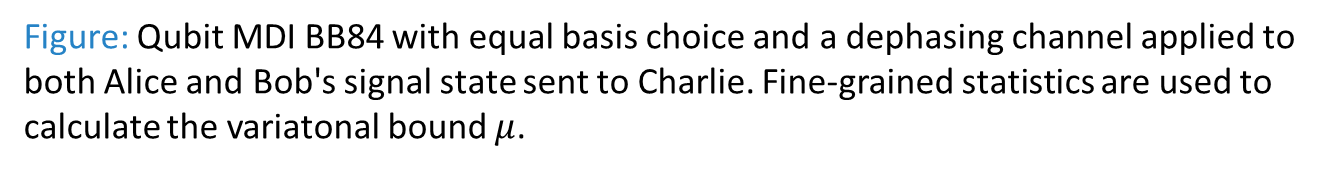 Figure: Qubit MDI BB84 with equal basis choice and a dephasing channel applied to
both Alice and Bob's signal state sent to Charlie. Fine-grained statistics are used to
calculate the variatonal bound μ.